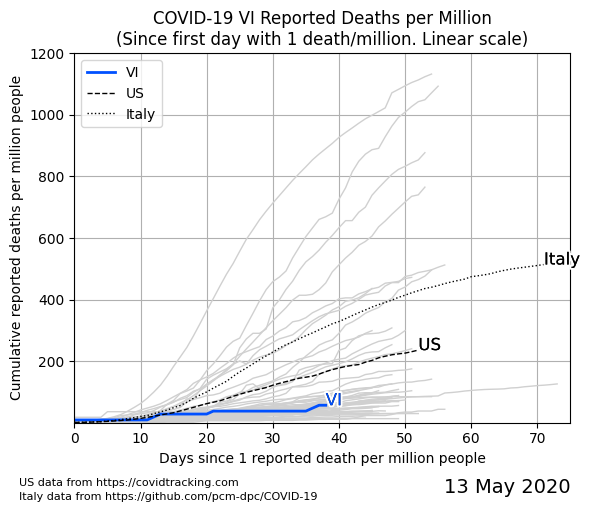 COVID-19 VI Reported Deaths per Million
(Since first day with 1 death/million. Linear scale)
Cumulative reported deaths per million people
1200
1000
800
600
400
200
VI
US
Italy
Italy
US
VI
0 10 20 30 40 50 60 70
Days since 1 reported death per million people
US data from https://covidtracking.com
Italy data from https://github.com/pcm-dpc/COVID-19
13 May 2020